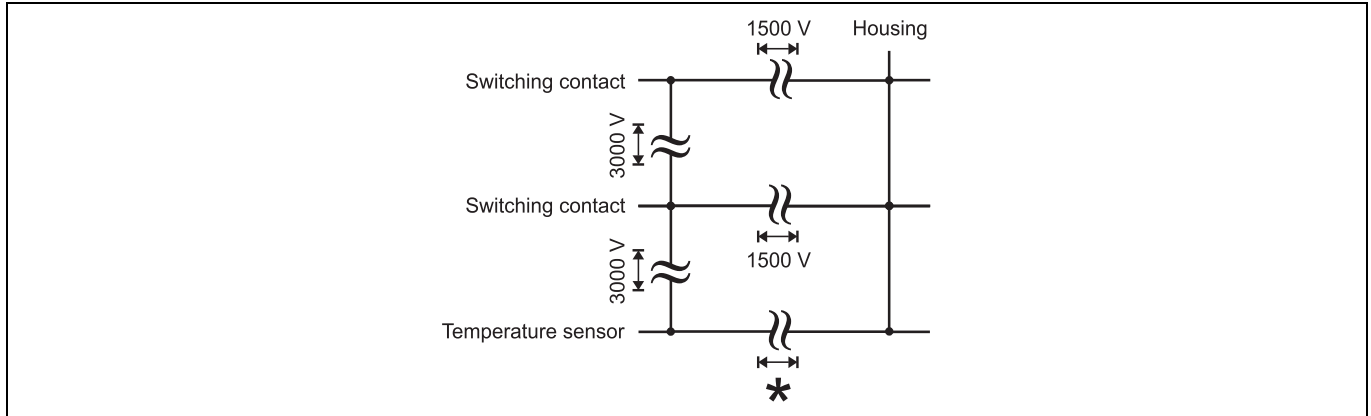 1500 V
Housing
Switching contact
3000 V
Switching contact
1500 V
3000 V
Temperature sensor
*